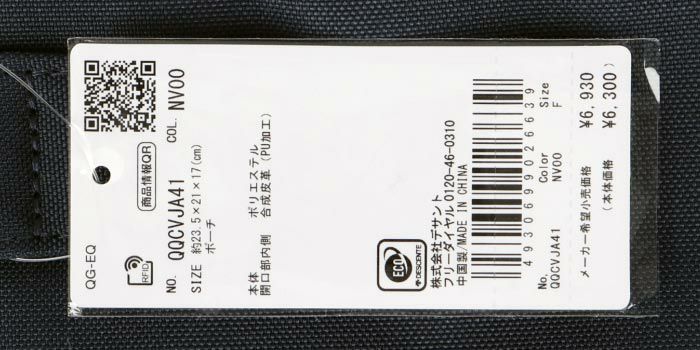 商品情報QR
QG-EQ
RFID
NO. QQCVJA41 COL. NV00
SIZE 約23.5×21×17(cm)
ポーチ
本体 ポリエステル
開口部内側 合成皮革(PU加工)
ECO
DESCENTE
株式会社デサント
フリーダイヤル 0120-46-0310
中国製/MADE IN CHINA
4930699026639
No. Color Size
QQCVJA41 NV00 F
メーカー希望小売価格 ¥6,930
(本体価格 ¥6,300)